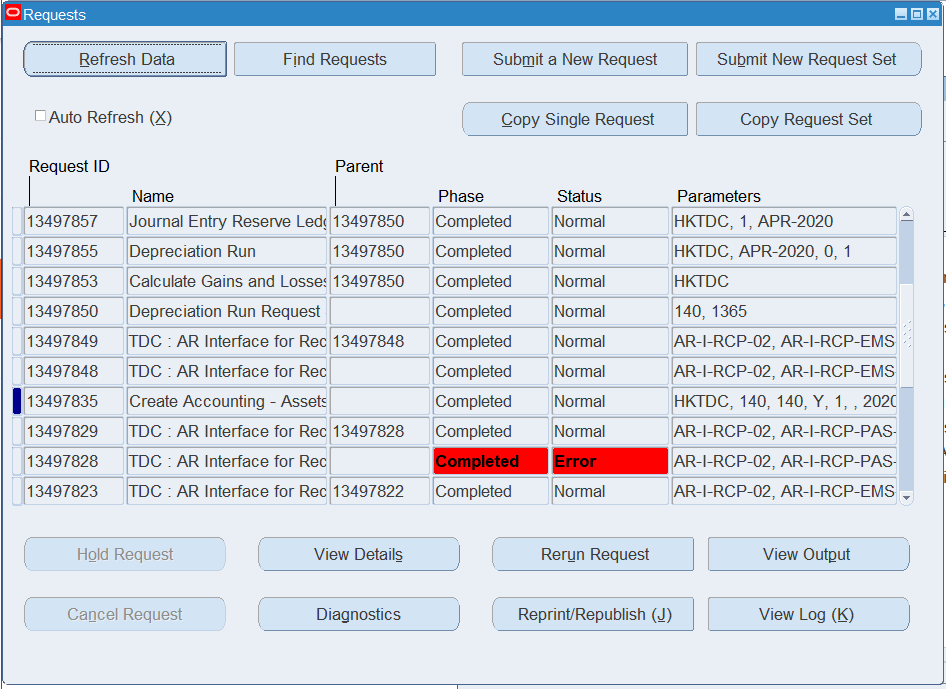 Requests
Refresh Data Find Requests Submit a New Request Submit New Request Set
Auto Refresh (X) Copy Single Request Copy Request Set
Request ID Parent
Name Phase Status Parameters
13497857 Journal Entry Reserve Led 13497850 Completed Normal HKTDC, 1, APR-2020
13497855 Depreciation Run 13497850 Completed Normal HKTDC, APR-2020, 0, 1
13497853 Calculate Gains and Losses 13497850 Completed Normal HKTDC
13497850 Depreciation Run Request Completed Normal 140, 1365
13497849 TDC : AR Interface for Rec 13497848 Completed Normal AR-I-RCP-02, AR-I-RCP-EMS
13497848 TDC : AR Interface for Rec Completed Normal AR-I-RCP-02, AR-I-RCP-EMS
13497835 Create Accounting - Assets Completed Normal HKTDC, 140, 140, Y, 1, , 2020
13497829 TDC : AR Interface for Rec 13497828 Completed Normal AR-I-RCP-02, AR-I-RCP-PAS-
13497828 TDC : AR Interface for Rec Completed Error AR-I-RCP-02, AR-I-RCP-PAS-
13497823 TDC : AR Interface for Rec 13497822 Completed Normal AR-I-RCP-02, AR-I-RCP-EMS
Hold Request View Details Rerun Request View Output
Cancel Request Diagnostics Reprint/Republish (J) View Log (K)